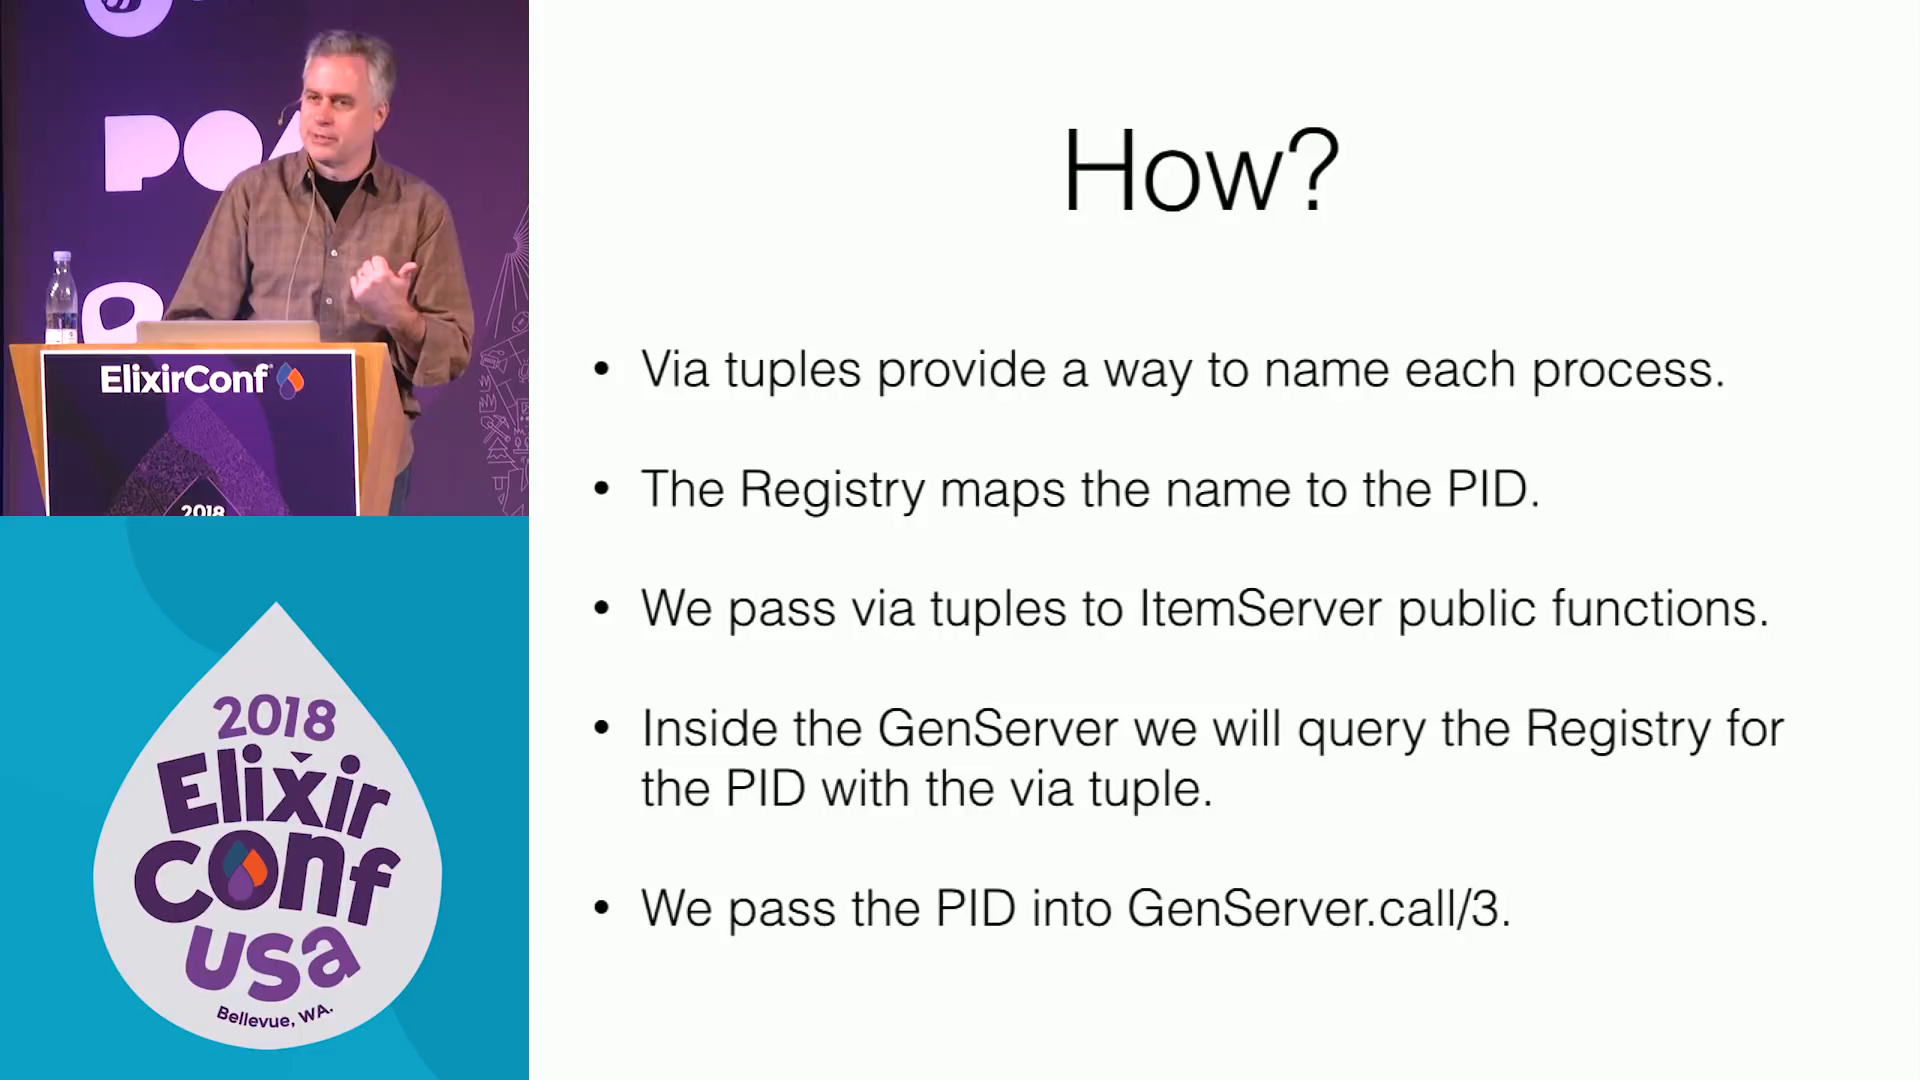 POA
ElixirConf
2018
2018
Elixir
Conf
USA
Bellevue, WA.
How?
• Via tuples provide a way to name each process.
• The Registry maps the name to the PID.
• We pass via tuples to ItemServer public functions.
• Inside the GenServer we will query the Registry for
the PID with the via tuple.
• We pass the PID into GenServer.call/3.